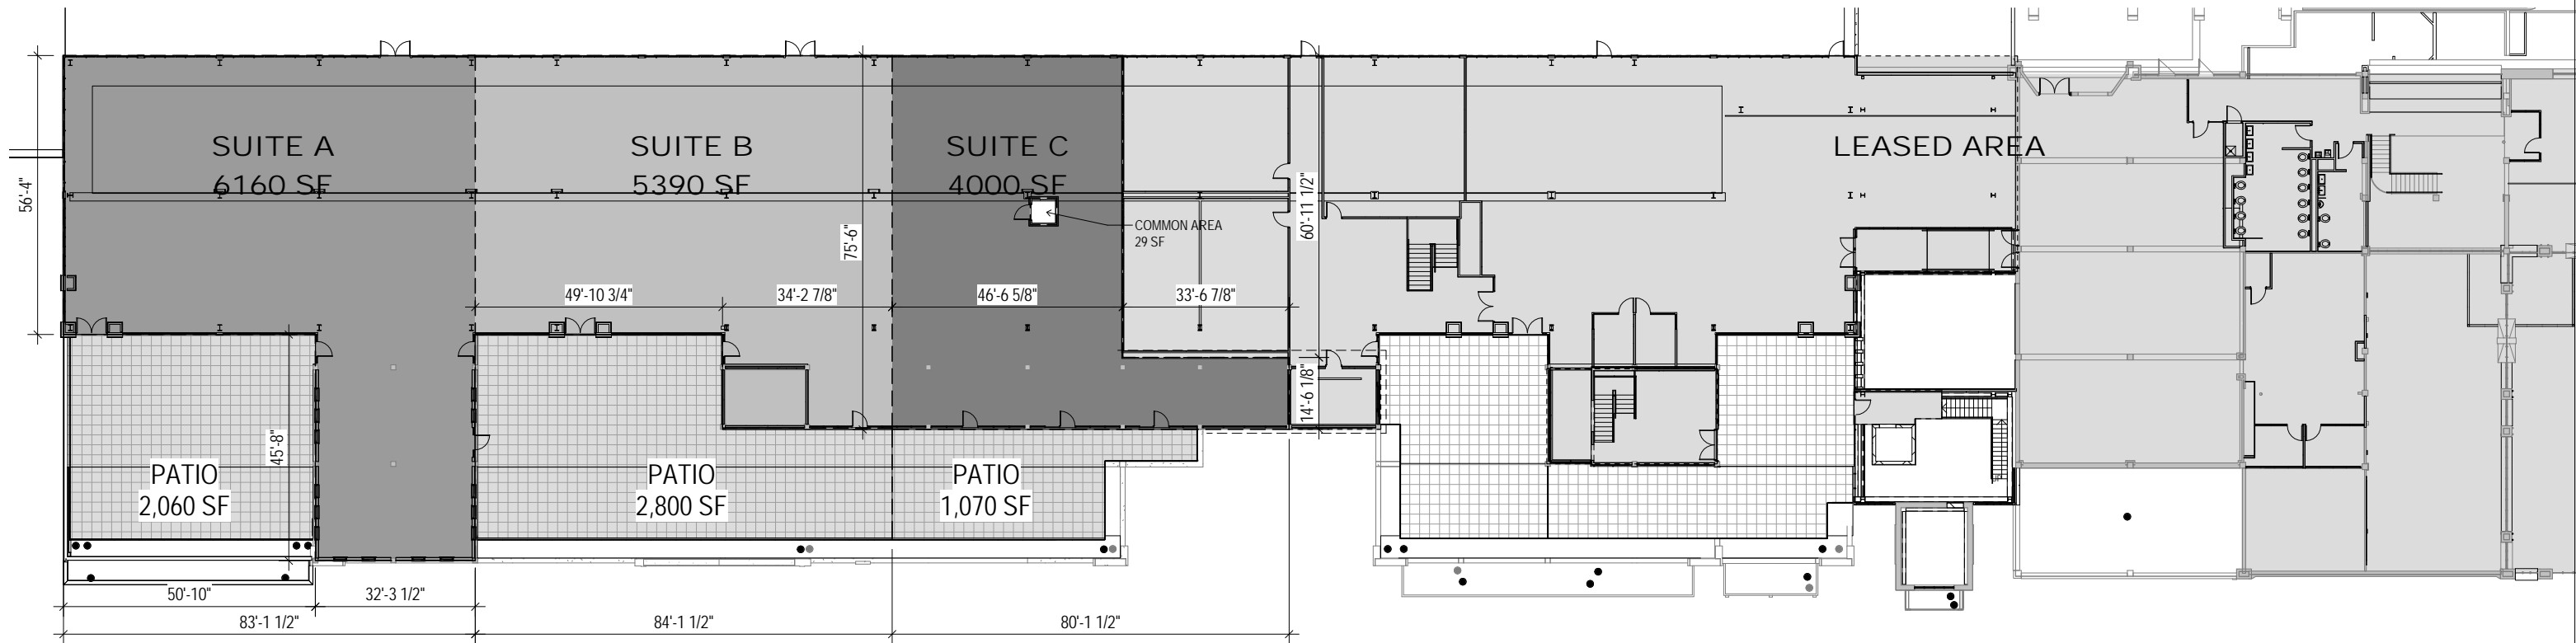 SUITE A
6160 SF
SUITE B
5390 SF
SUITE C
4000 SF
LEASED AREA
56'-4"
75'-6"
60'-11 1/2"
COMMON AREA
29 SF
49'-10 3/4"
34'-2 7/8"
46'-6 5/8"
33'-6 7/8"
14'-6 1/8"
45'-8"
PATIO
2,060 SF
PATIO
2,800 SF
PATIO
1,070 SF
50'-10"
32'-3 1/2"
83'-1 1/2"
84'-1 1/2"
80'-1 1/2"